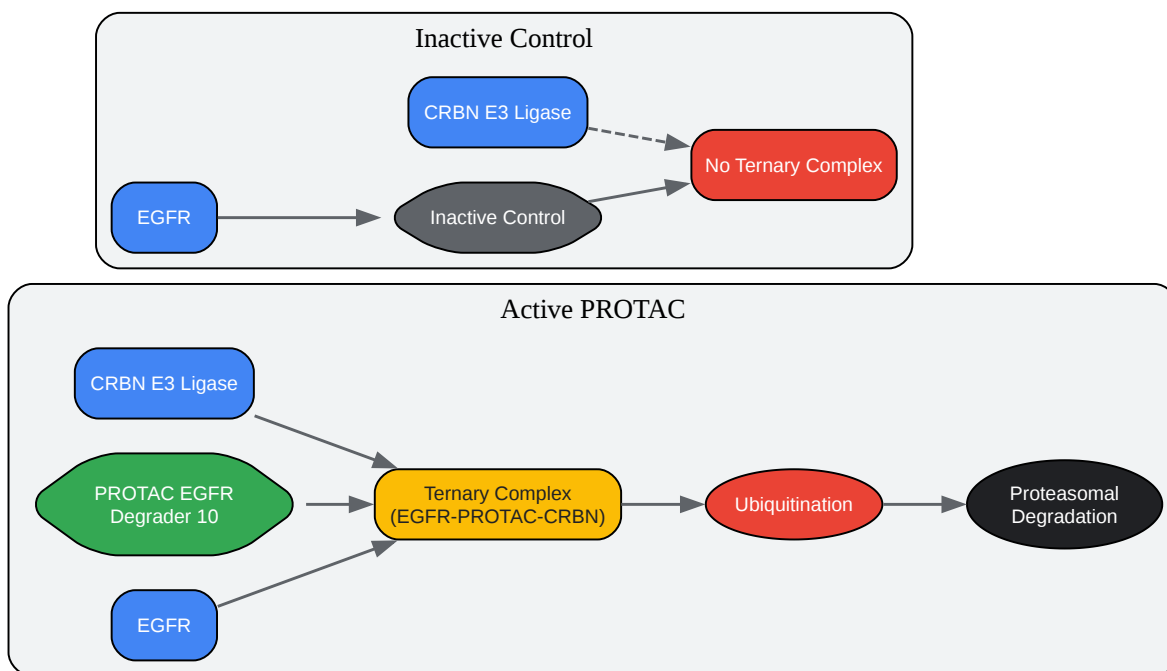 Inactive Control
CRBN E3 Ligase
No Ternary Complex
EGFR
Inactive Control
Active PROTAC
CRBN E3 Ligase
PROTAC EGFR
Degrader 10
Ternary Complex
(EGFR-PROTAC-CRBN)
Ubiquitination
Proteasomal
Degradation
EGFR